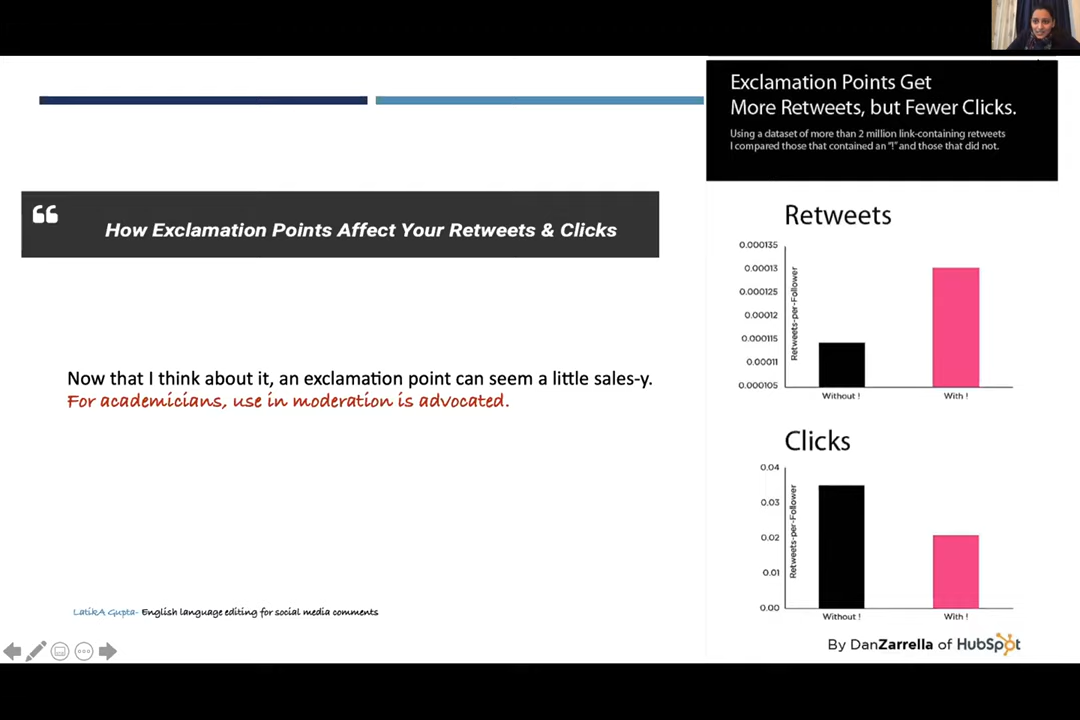 Exclamation Points Get
More Retweets, but Fewer Clicks.
Using a dataset of more than 2 million link-containing retweets
I compared those that contained an "!" and those that did not.
How Exclamation Points Affect Your Retweets & Clicks
Now that I think about it, an exclamation point can seem a little sales-y.
For academicians, use in moderation is advocated.
LatikA Gupta- English language editing for social media comments
Retweets
0.000135
0.00013
0.000125
0.00012
0.000115
0.00011
0.000105
Retweets-per-Follower
Without !
With !
Clicks
0.04
0.03
0.02
0.01
0.00
Retweets-per-Follower
Without !
With !
By DanZarrella of HubSpot